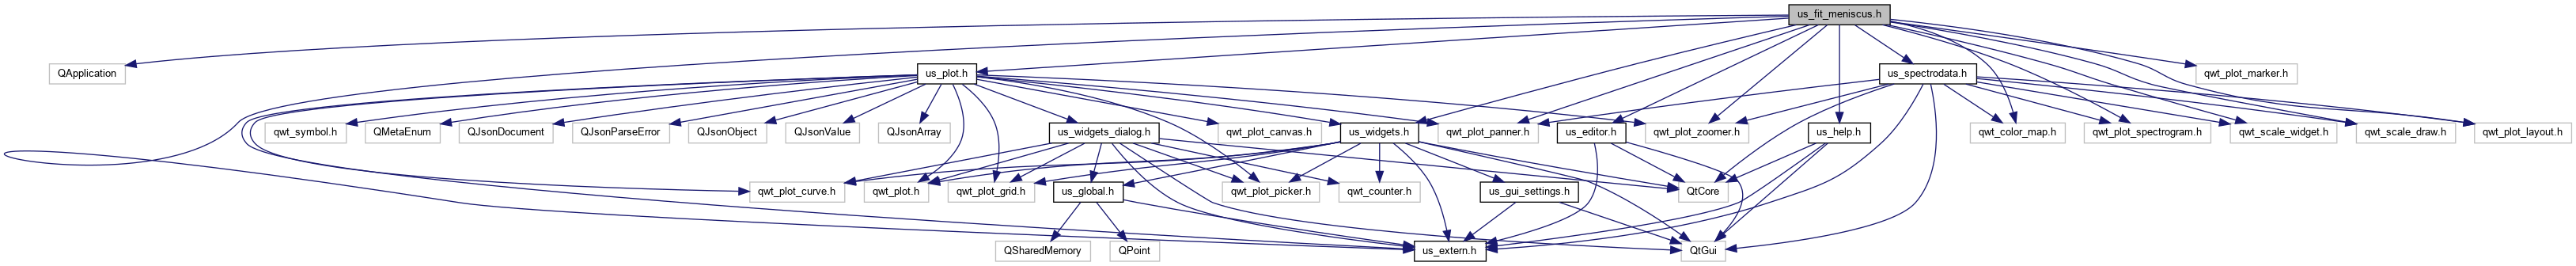 us_fit_meniscus.h
QApplication
us_plot.h
us_spectrodata.h
qwt_plot_marker.h
qwt_symbol.h
QMetaEnum
QJsonDocument
QJsonParseError
QJsonObject
QJsonValue
QJsonArray
us_widgets_dialog.h
qwt_plot_canvas.h
us_widgets.h
qwt_plot_panner.h
us_editor.h
qwt_plot_zoomer.h
us_help.h
qwt_color_map.h
qwt_plot_spectrogram.h
qwt_scale_widget.h
qwt_scale_draw.h
qwt_plot_layout.h
qwt_plot_curve.h
qwt_plot.h
qwt_plot_grid.h
us_global.h
qwt_plot_picker.h
qwt_counter.h
us_gui_settings.h
QtCore
QSharedMemory
QPoint
us_extern.h
QtGui